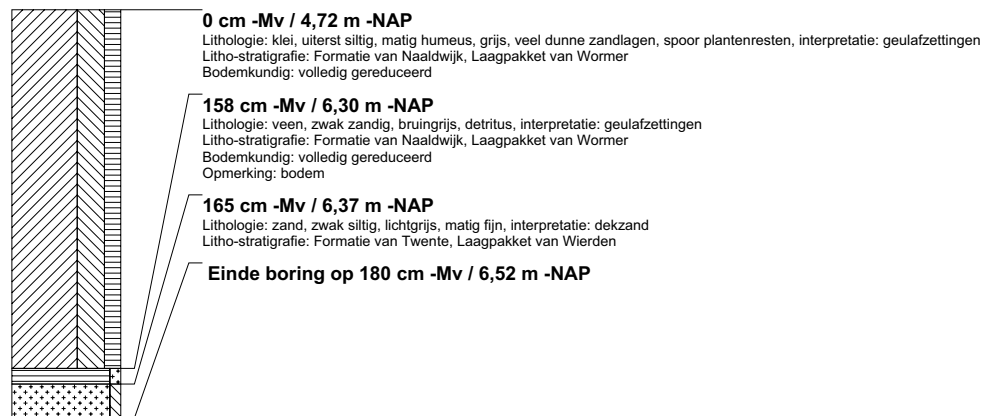 0 cm -Mv / 4,72 m -NAP
Lithologie: klei, uiterst siltig, matig humeus, grijs, veel dunne zandlagen, spoor plantenresten, interpretatie: geulafzettingen
Litho-stratigrafie: Formatie van Naaldwijk, Laagpakket van Wormer
Bodemkundig: volledig gereduceerd
158 cm -Mv / 6,30 m -NAP
Lithologie: veen, zwak zandig, bruingrijs, detritus, interpretatie: geulafzettingen
Litho-stratigrafie: Formatie van Naaldwijk, Laagpakket van Wormer
Bodemkundig: volledig gereduceerd
Opmerking: bodem
165 cm -Mv / 6,37 m -NAP
Lithologie: zand, zwak siltig, lichtgrijs, matig fijn, interpretatie: dekzand
Litho-stratigrafie: Formatie van Twente, Laagpakket van Wierden
Einde boring op 180 cm -Mv / 6,52 m -NAP